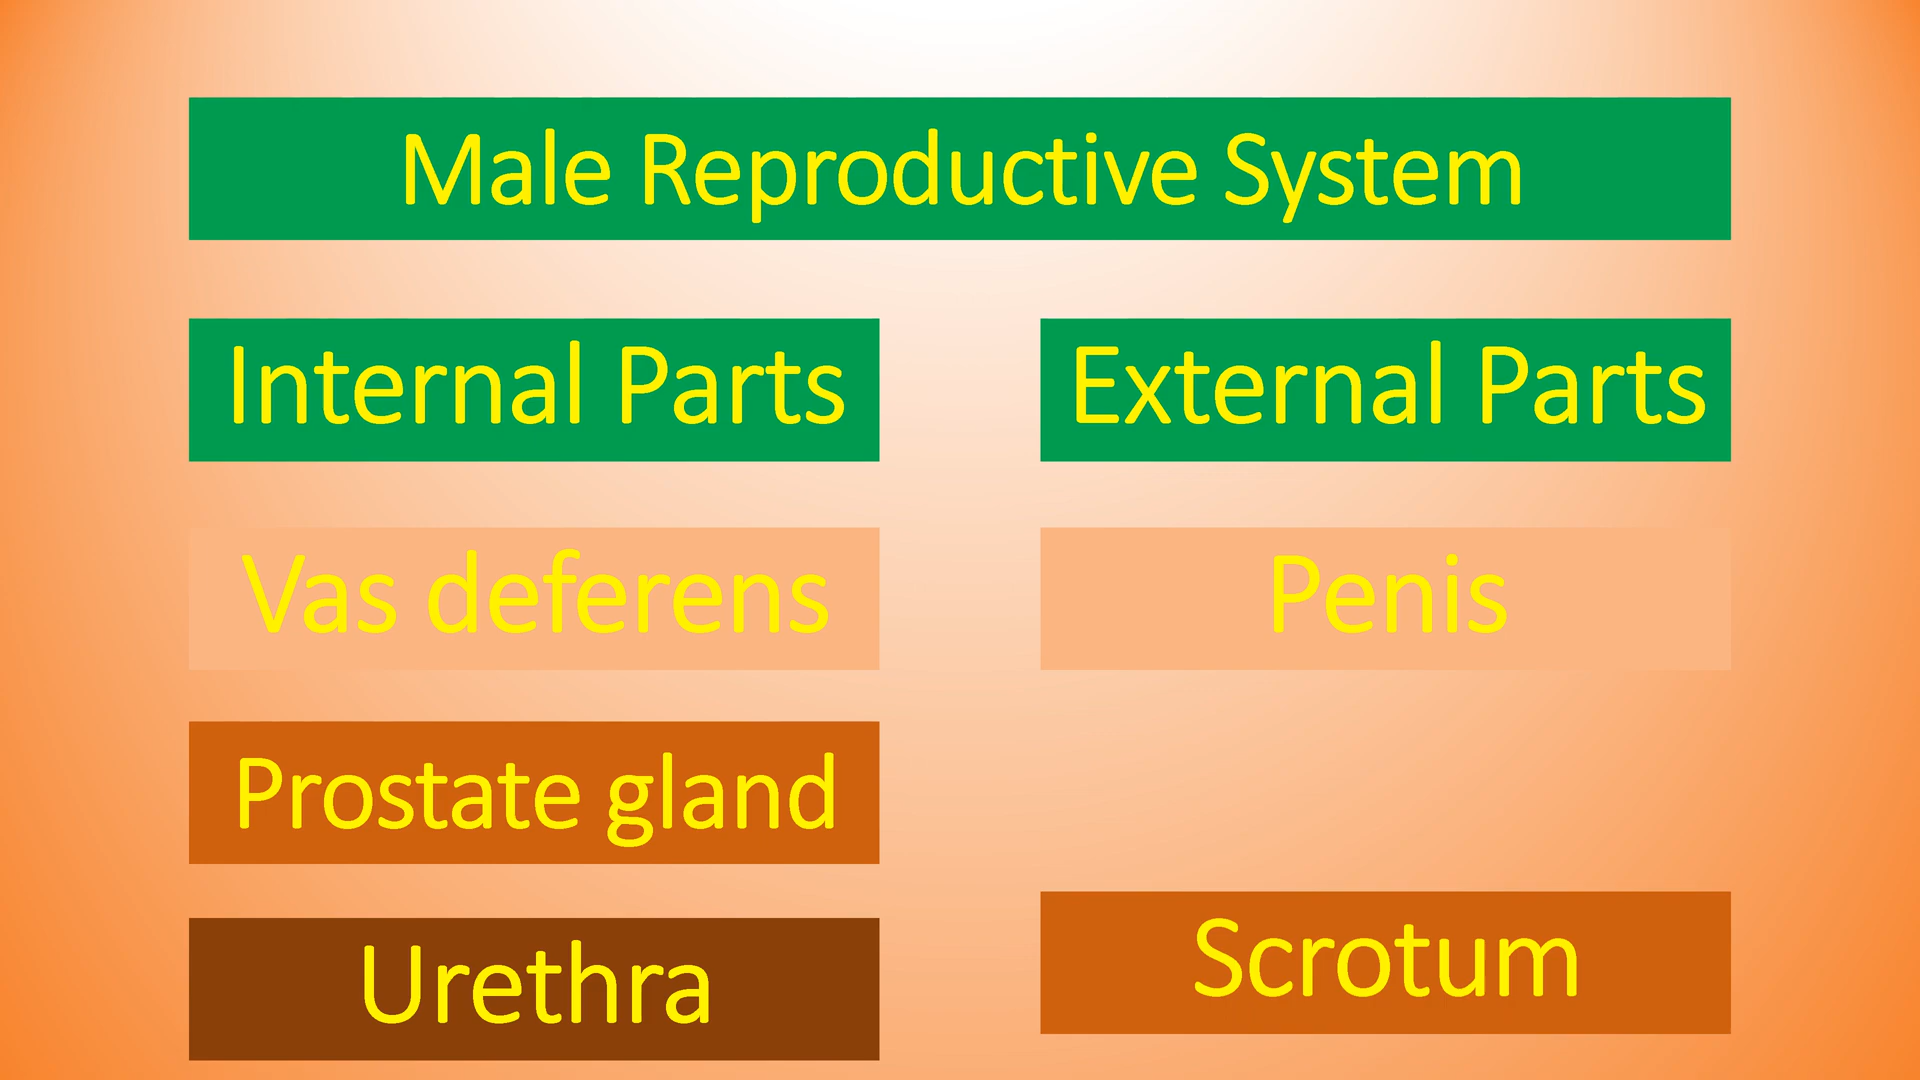 Male Reproductive System
Internal Parts
External Parts
Vas deferens
Penis
Prostate gland
Urethra
Scrotum